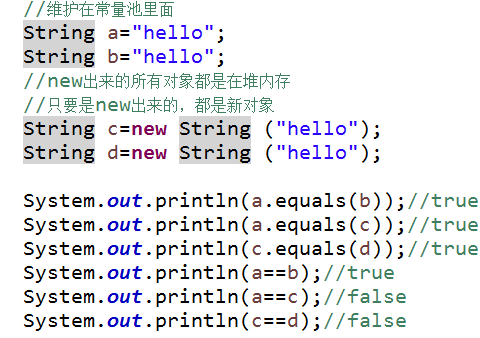 //维护在常量池里面
String a="hello";
String b="hello";
//new出来的所有对象都是在堆内存
//只要是new出来的，都是新对象
String c=new String ("hello");
String d=new String ("hello");
System.out.println(a.equals(b));//true
System.out.println(a.equals(c));//true
System.out.println(c.equals(d));//true
System.out.println(a==b);//true
System.out.println(a==c);//false
System.out.println(c==d);//false